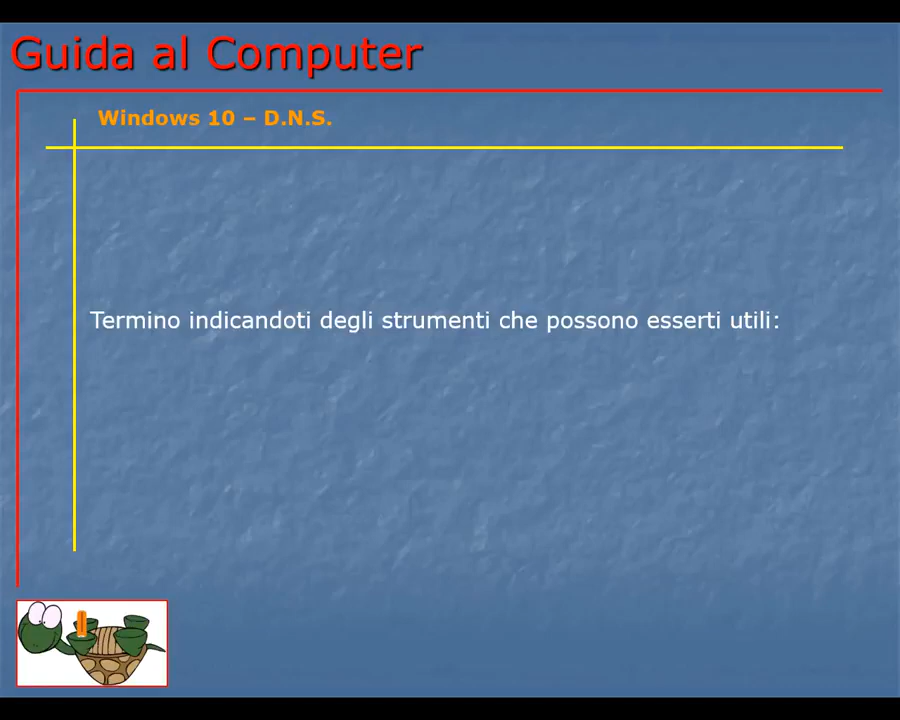 Guida al Computer
Windows 10 – D.N.S.
Termino indicandoti degli strumenti che possono esserti utili: